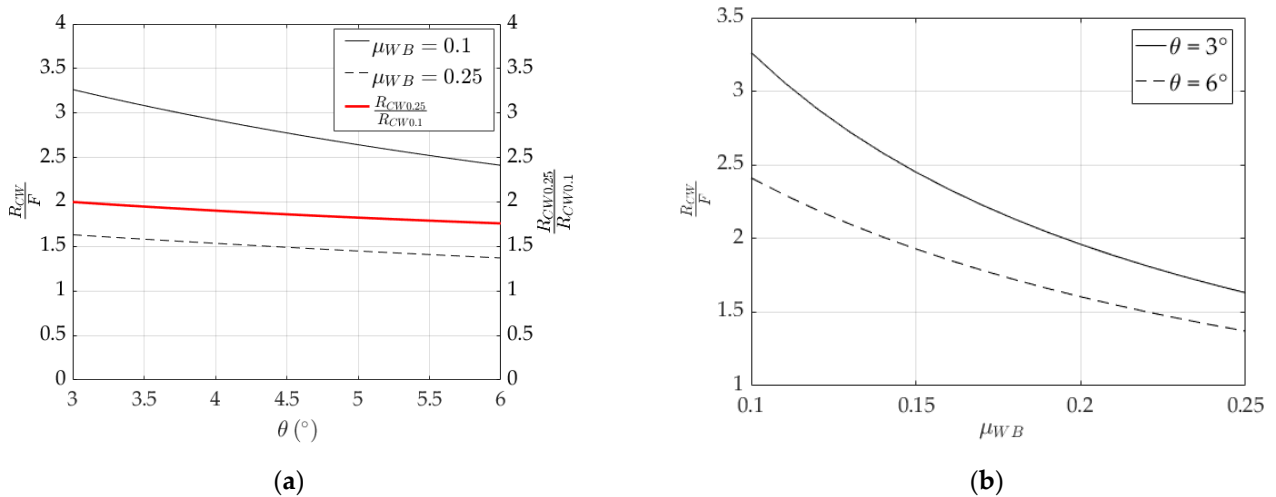 4 4
3.5 3.5
3 3
2.5 2.5
2 2
1.5 1.5
1 1
0.5 0.5
0 0
R_CW/F
R_CW0.25/R_CW0.1
μ_WB = 0.1
μ_WB = 0.25
R_CW0.25/R_CW0.1
3 3.5 4 4.5 5 5.5 6
θ (°)
(a)
4
3.5
3
2.5
2
1.5
1
R_CW/F
θ = 3°
θ = 6°
0.1 0.15 0.2 0.25
μ_WB
(b)